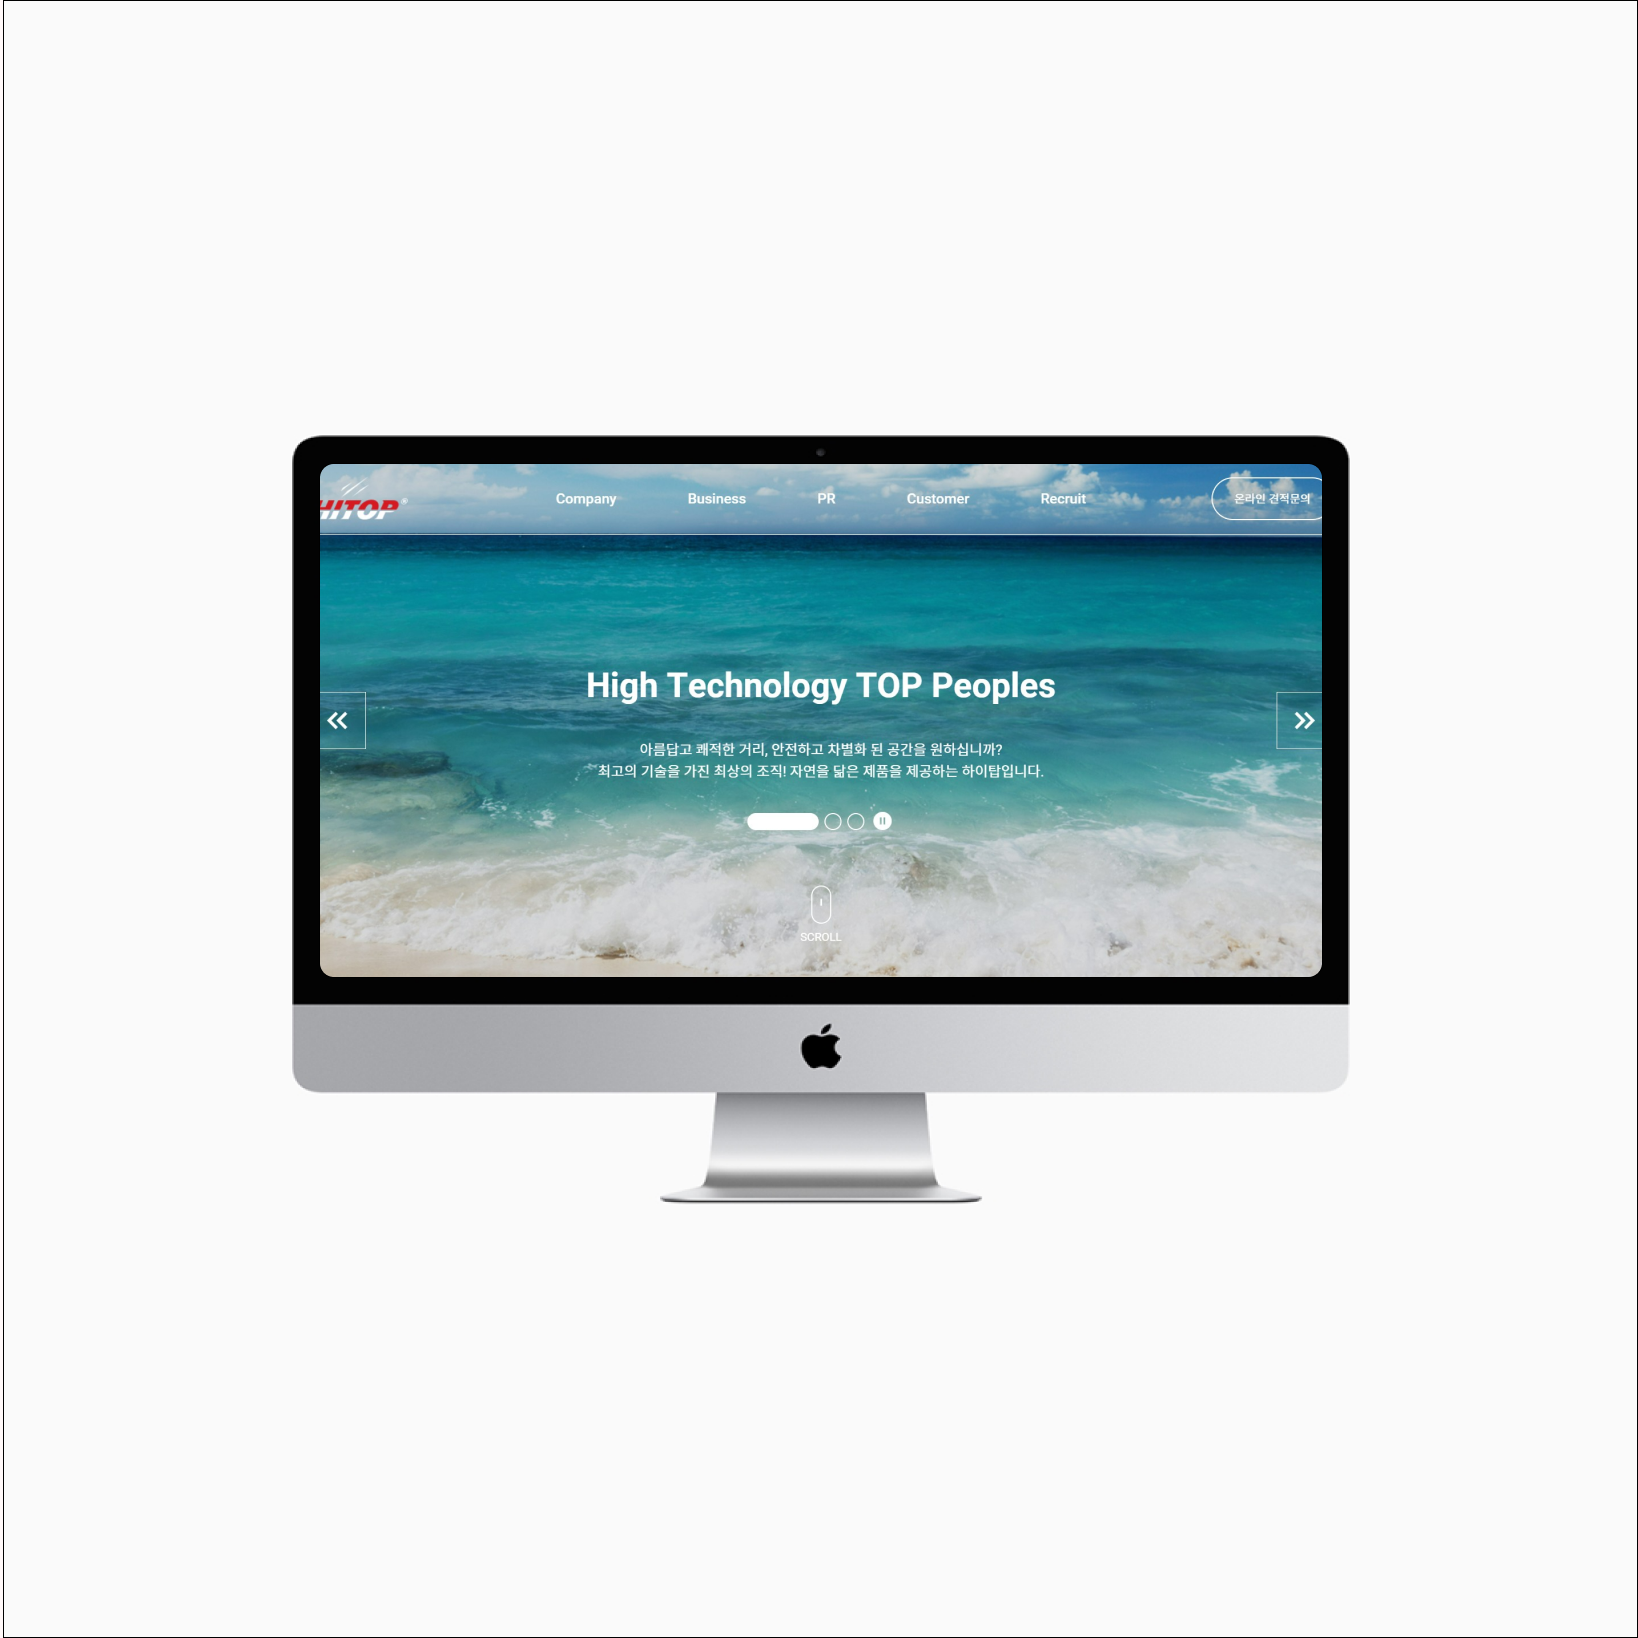 HITOP®
Company Business PR Customer Recruit
온라인 견적문의
High Technology TOP Peoples
아름답고 쾌적한 거리, 안전하고 차별화 된 공간을 원하십니까?
최고의 기술을 가진 최상의 조직! 자연을 닮은 제품을 제공하는 하이탑입니다.
SCROLL